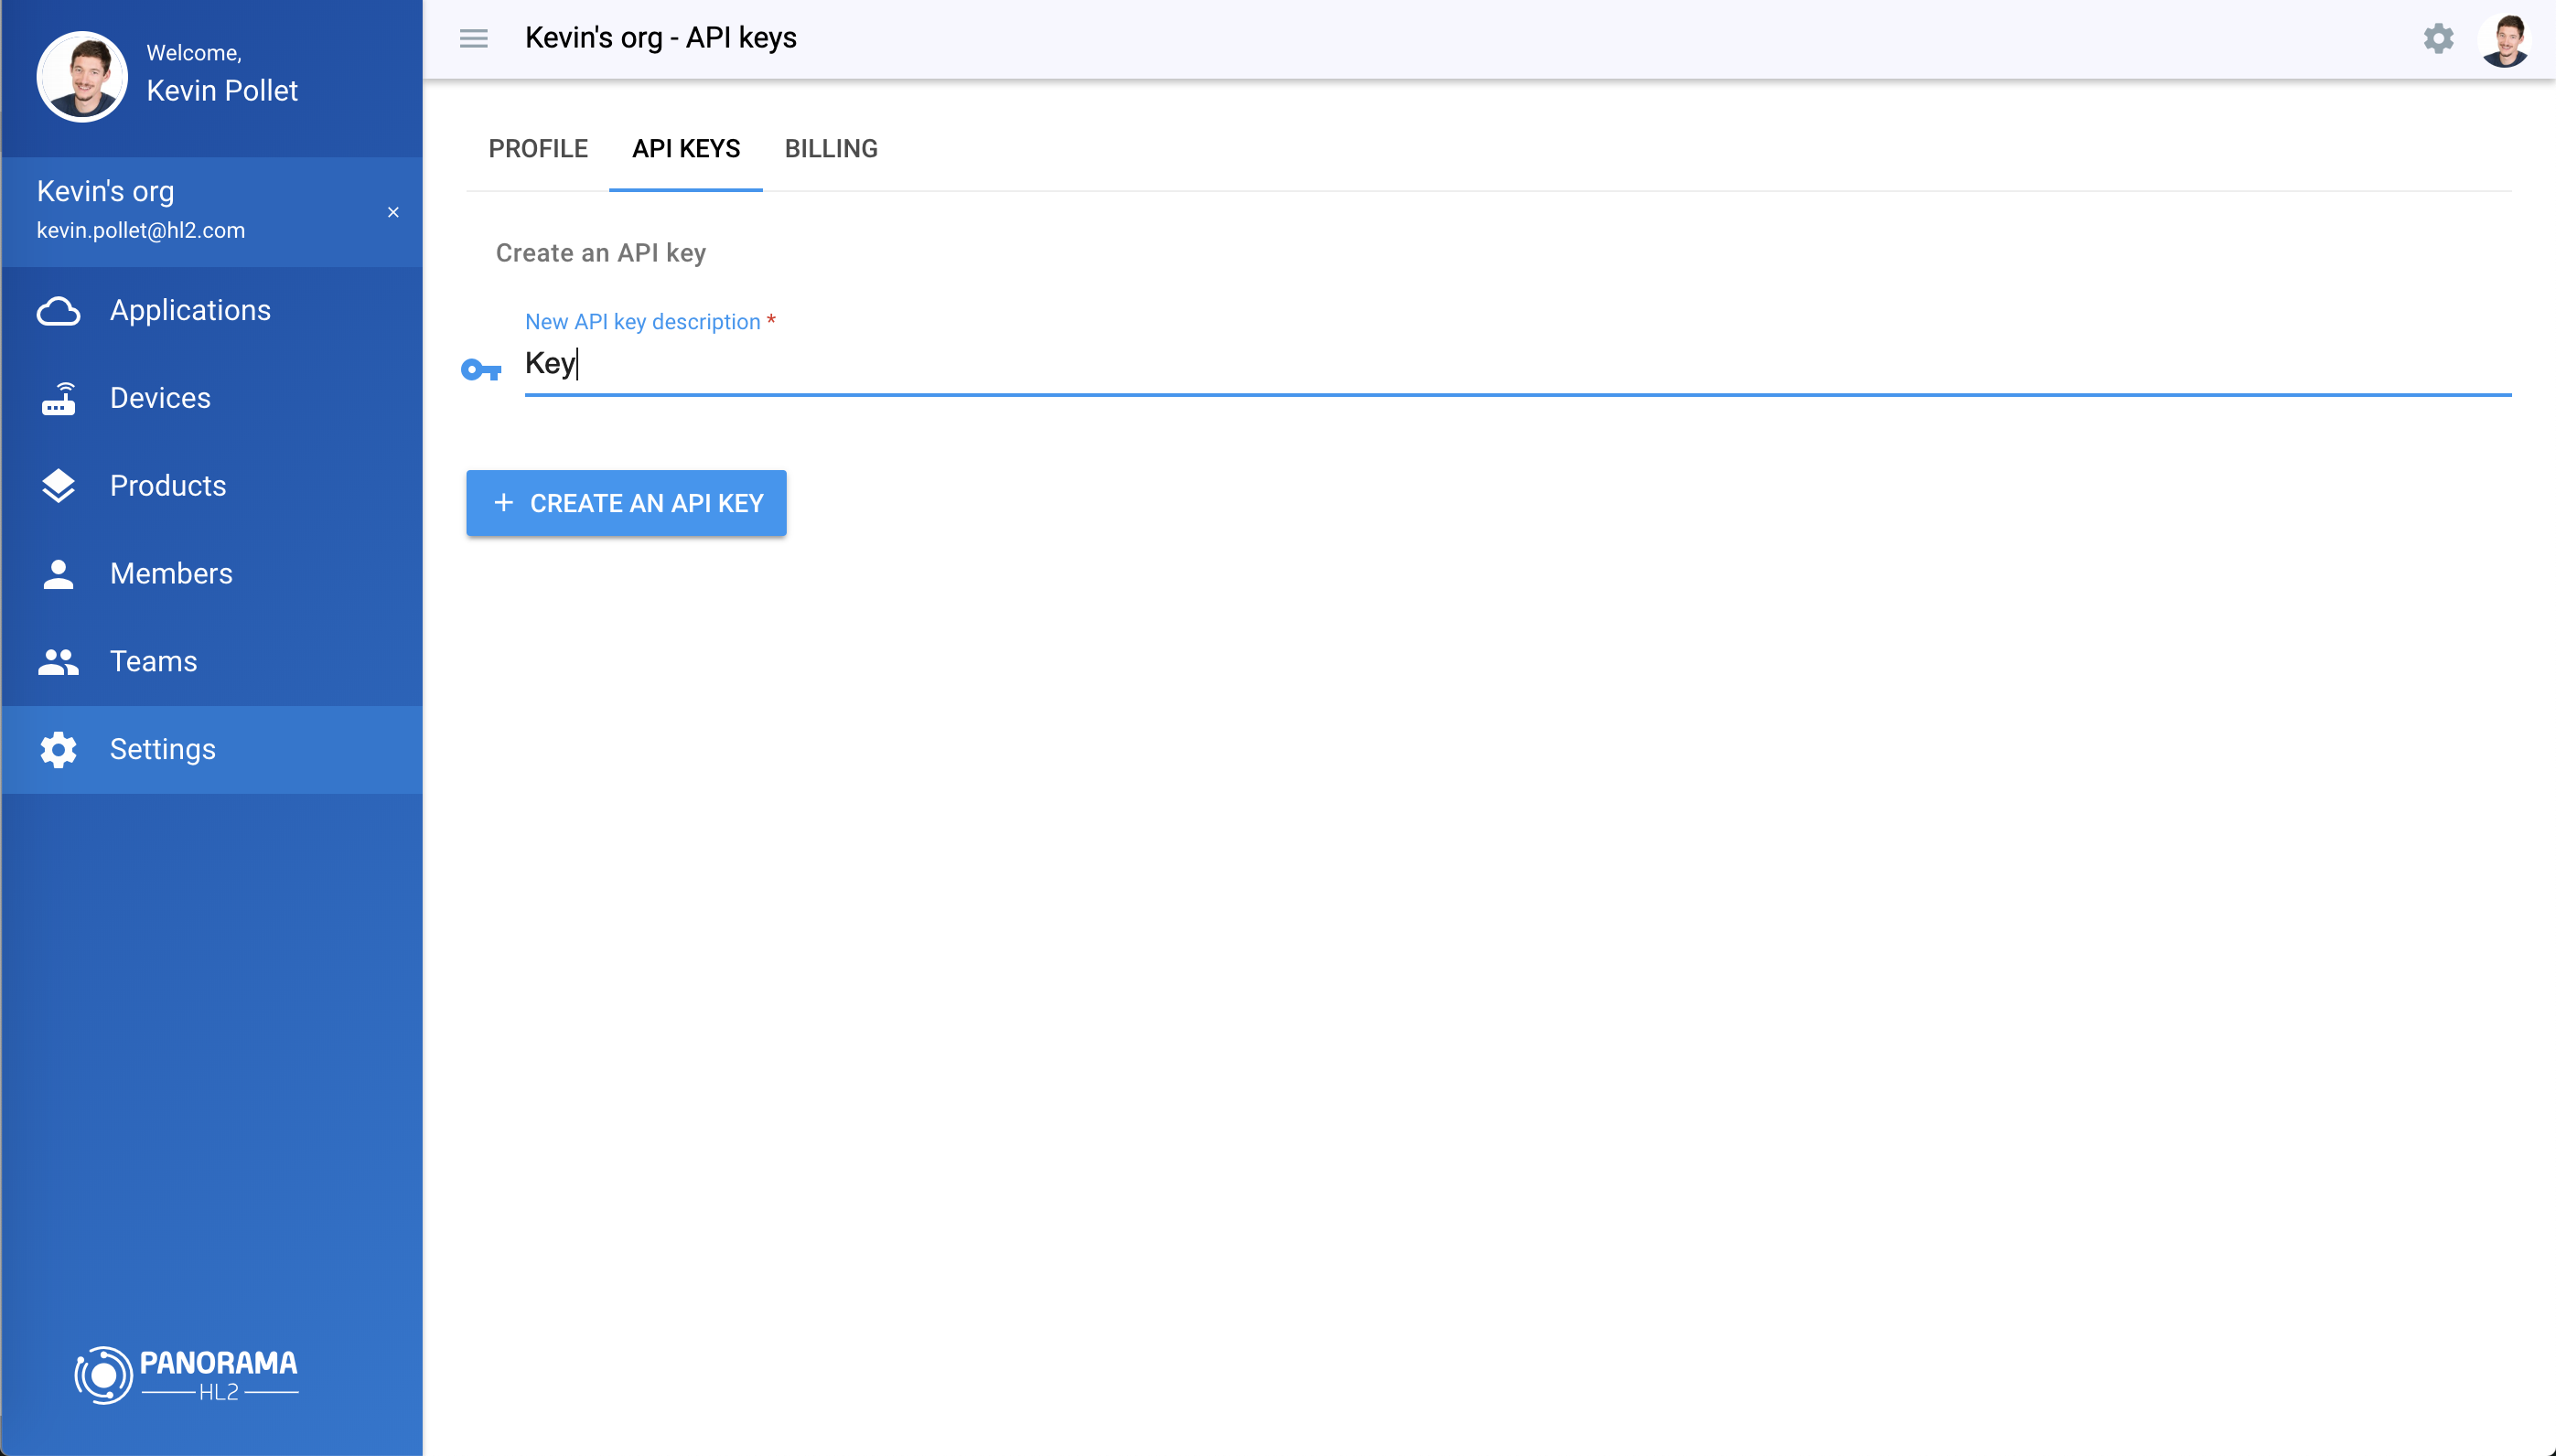 Welcome,
Kevin Pollet
Kevin's org
kevin.pollet@hl2.com
Applications
Devices
Products
Members
Teams
Settings
PANORAMA
HL2
Kevin's org - API keys
PROFILE API KEYS BILLING
Create an API key
New API key description *
Key
+ CREATE AN API KEY